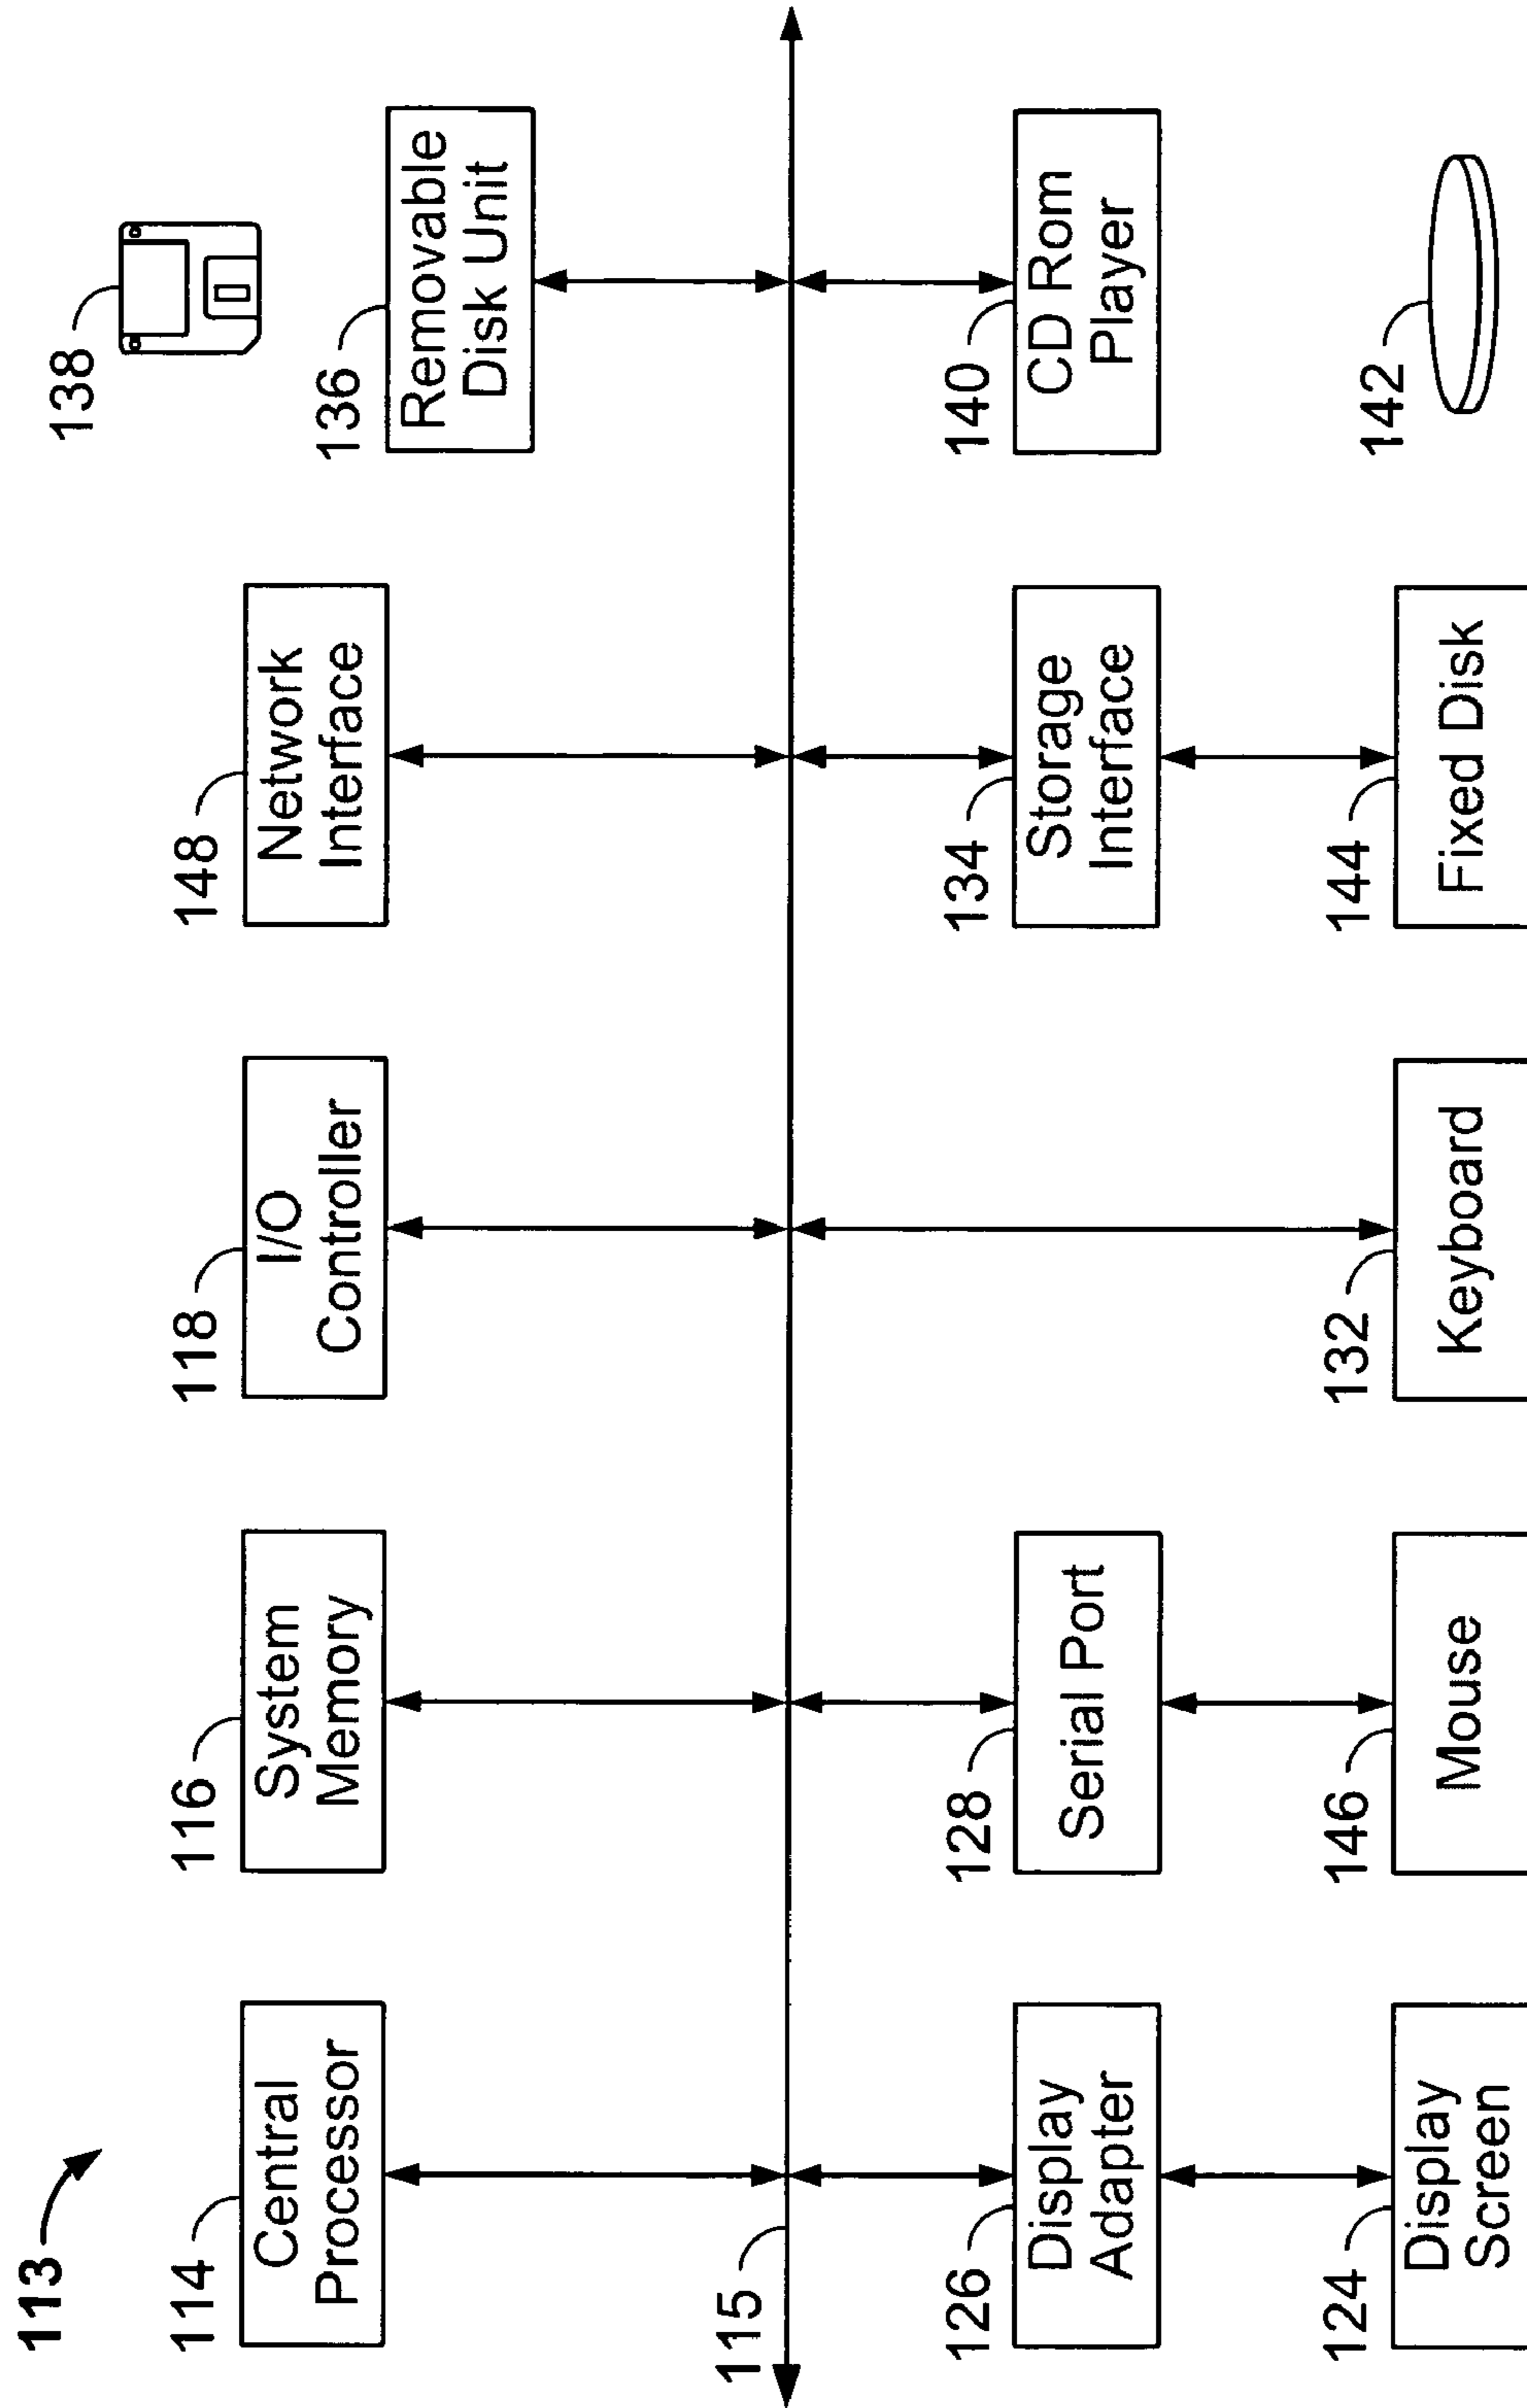 113
114
Central
Processor
116
System
Memory
118
I/O
Controller
148
Network
Interface
138
136
Removable
Disk Unit
115
126
Display
Adapter
128
Serial Port
134
Storage
Interface
140
CD Rom
Player
124
Display
Screen
146
Mouse
132
Keyboard
144
Fixed Disk
142